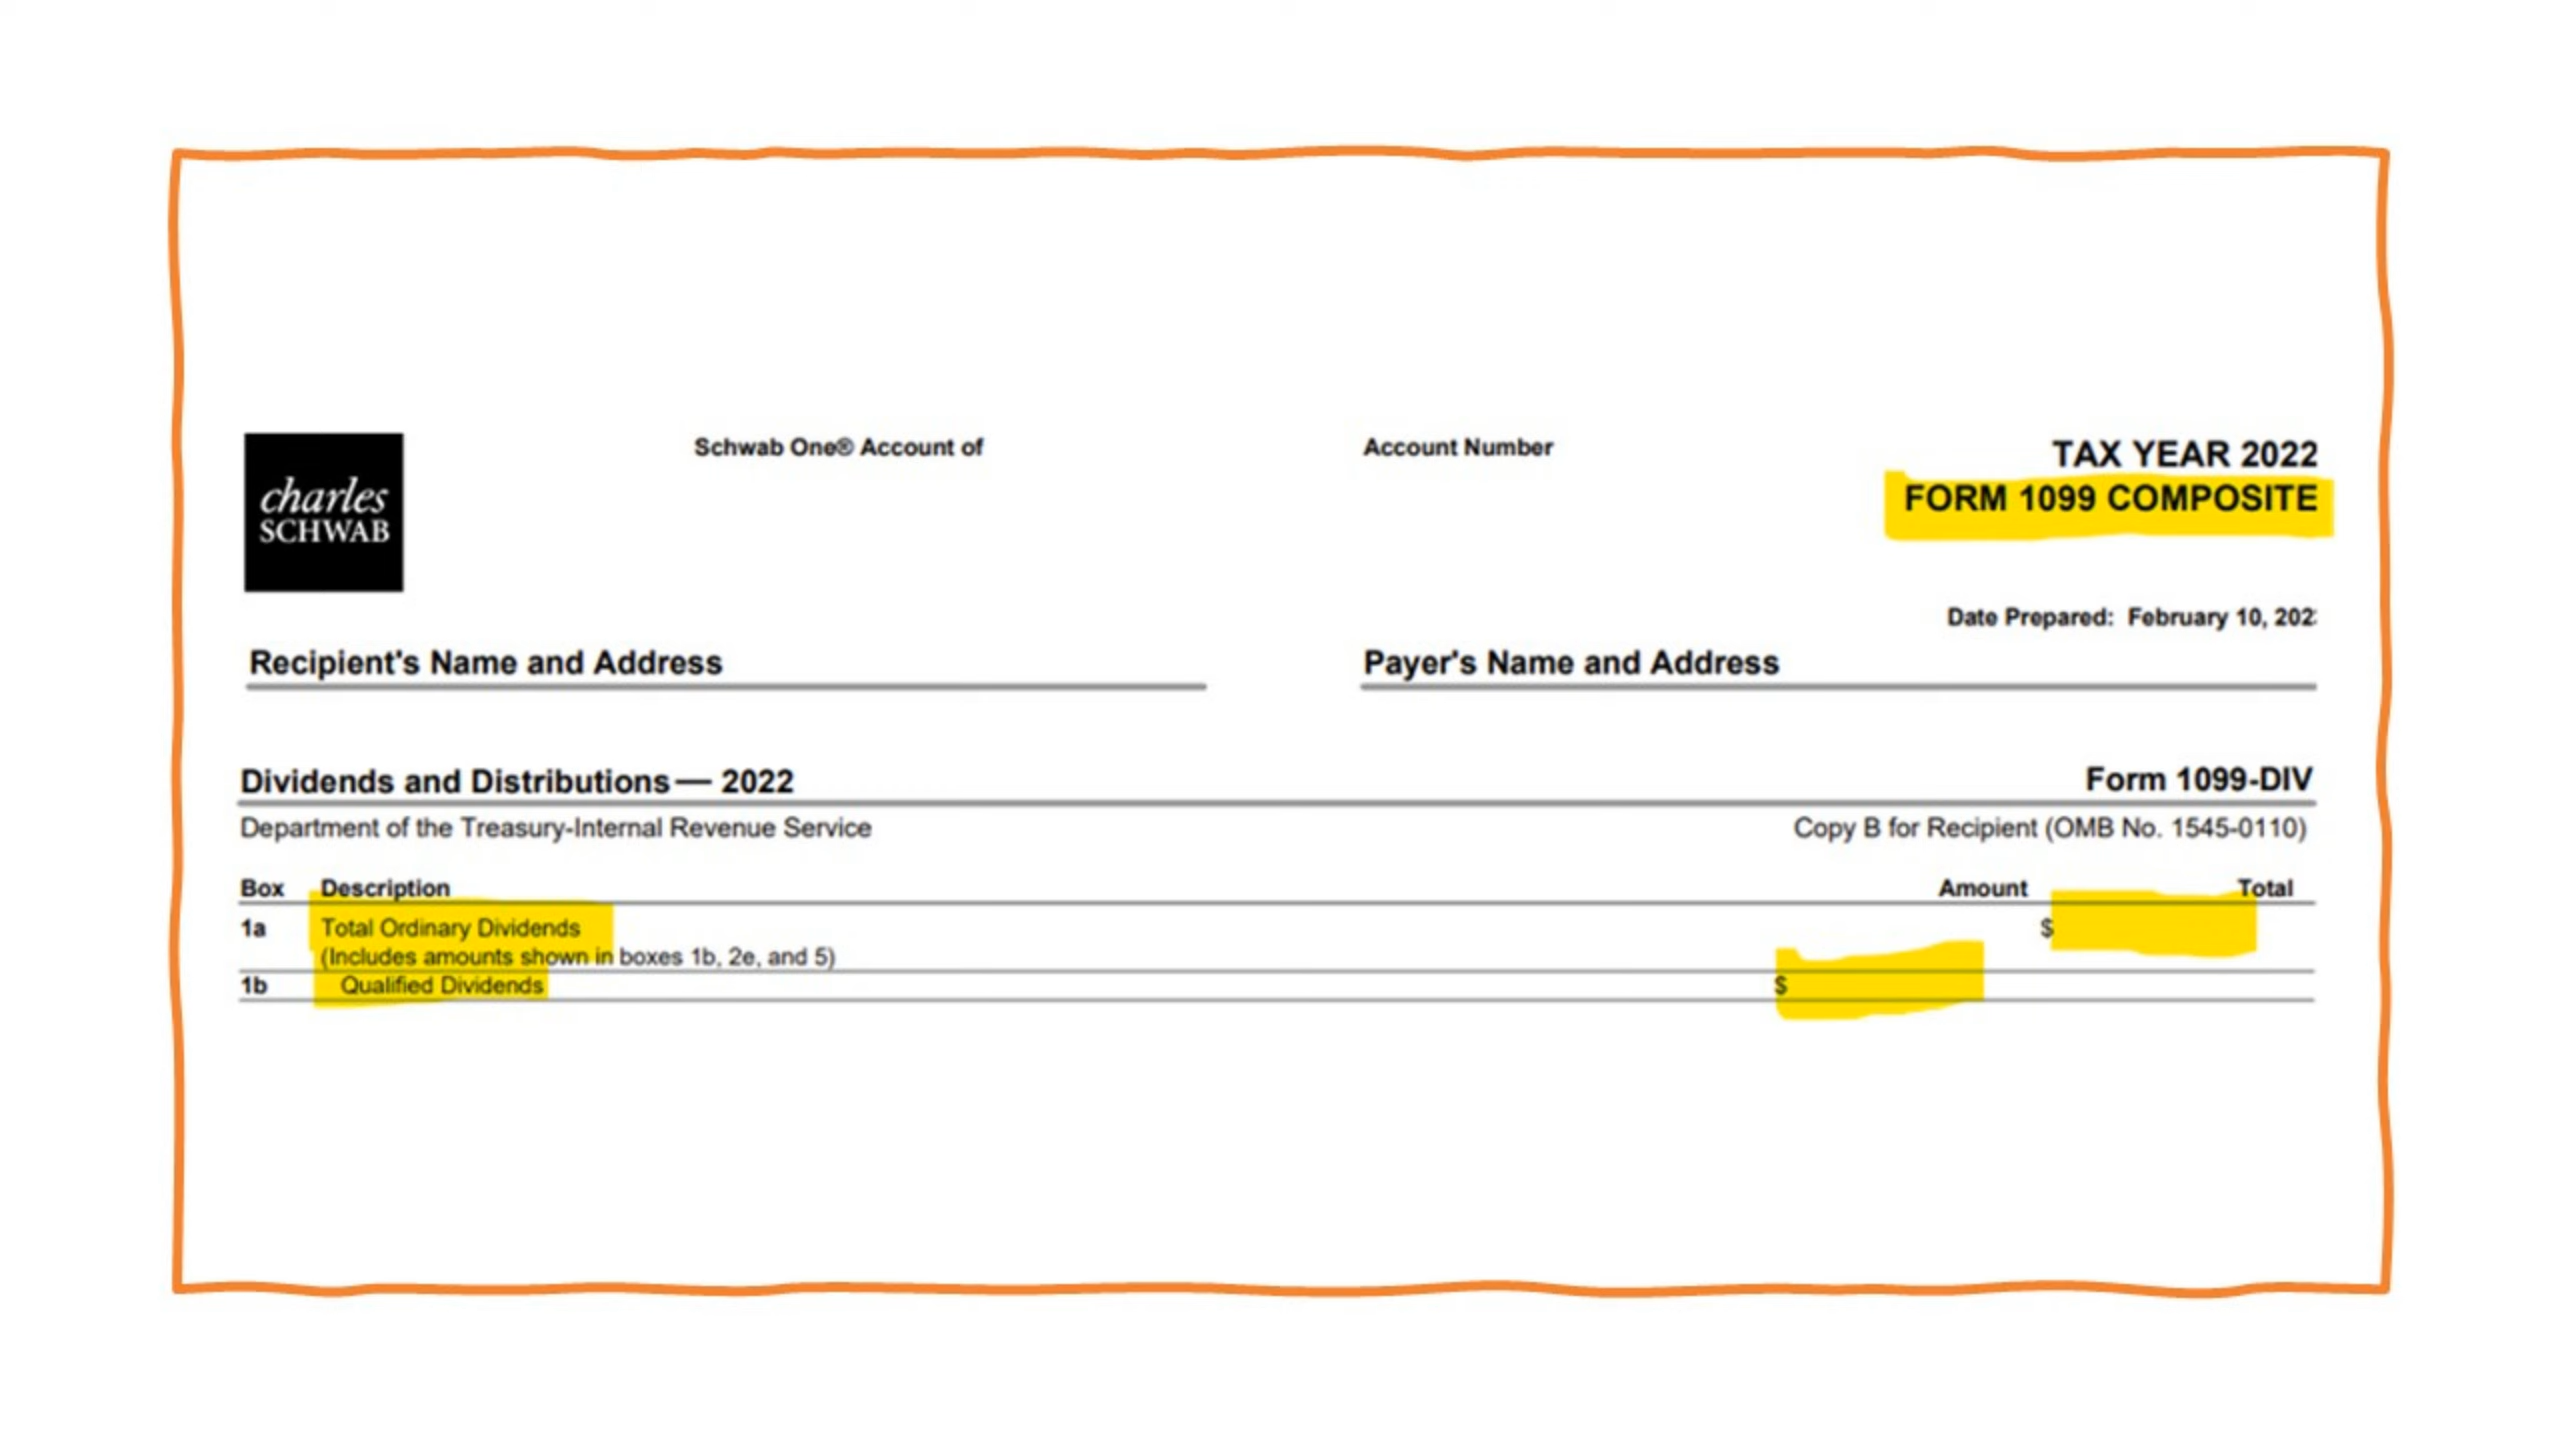 charles
SCHWAB
Schwab One® Account of
Account Number
TAX YEAR 2022
FORM 1099 COMPOSITE
Date Prepared: February 10,
Recipient's Name and Address
Payer's Name and Address
Dividends and Distributions— 2022
Form 1099-DIV
Department of the Treasury-Internal Revenue Service
Copy B for Recipient (OMB No. 1545-0110)
Box Description Amount Total
1a Total Ordinary Dividends $
(Includes amounts shown in boxes 1b, 2e, and 5)
1b Qualified Dividends $